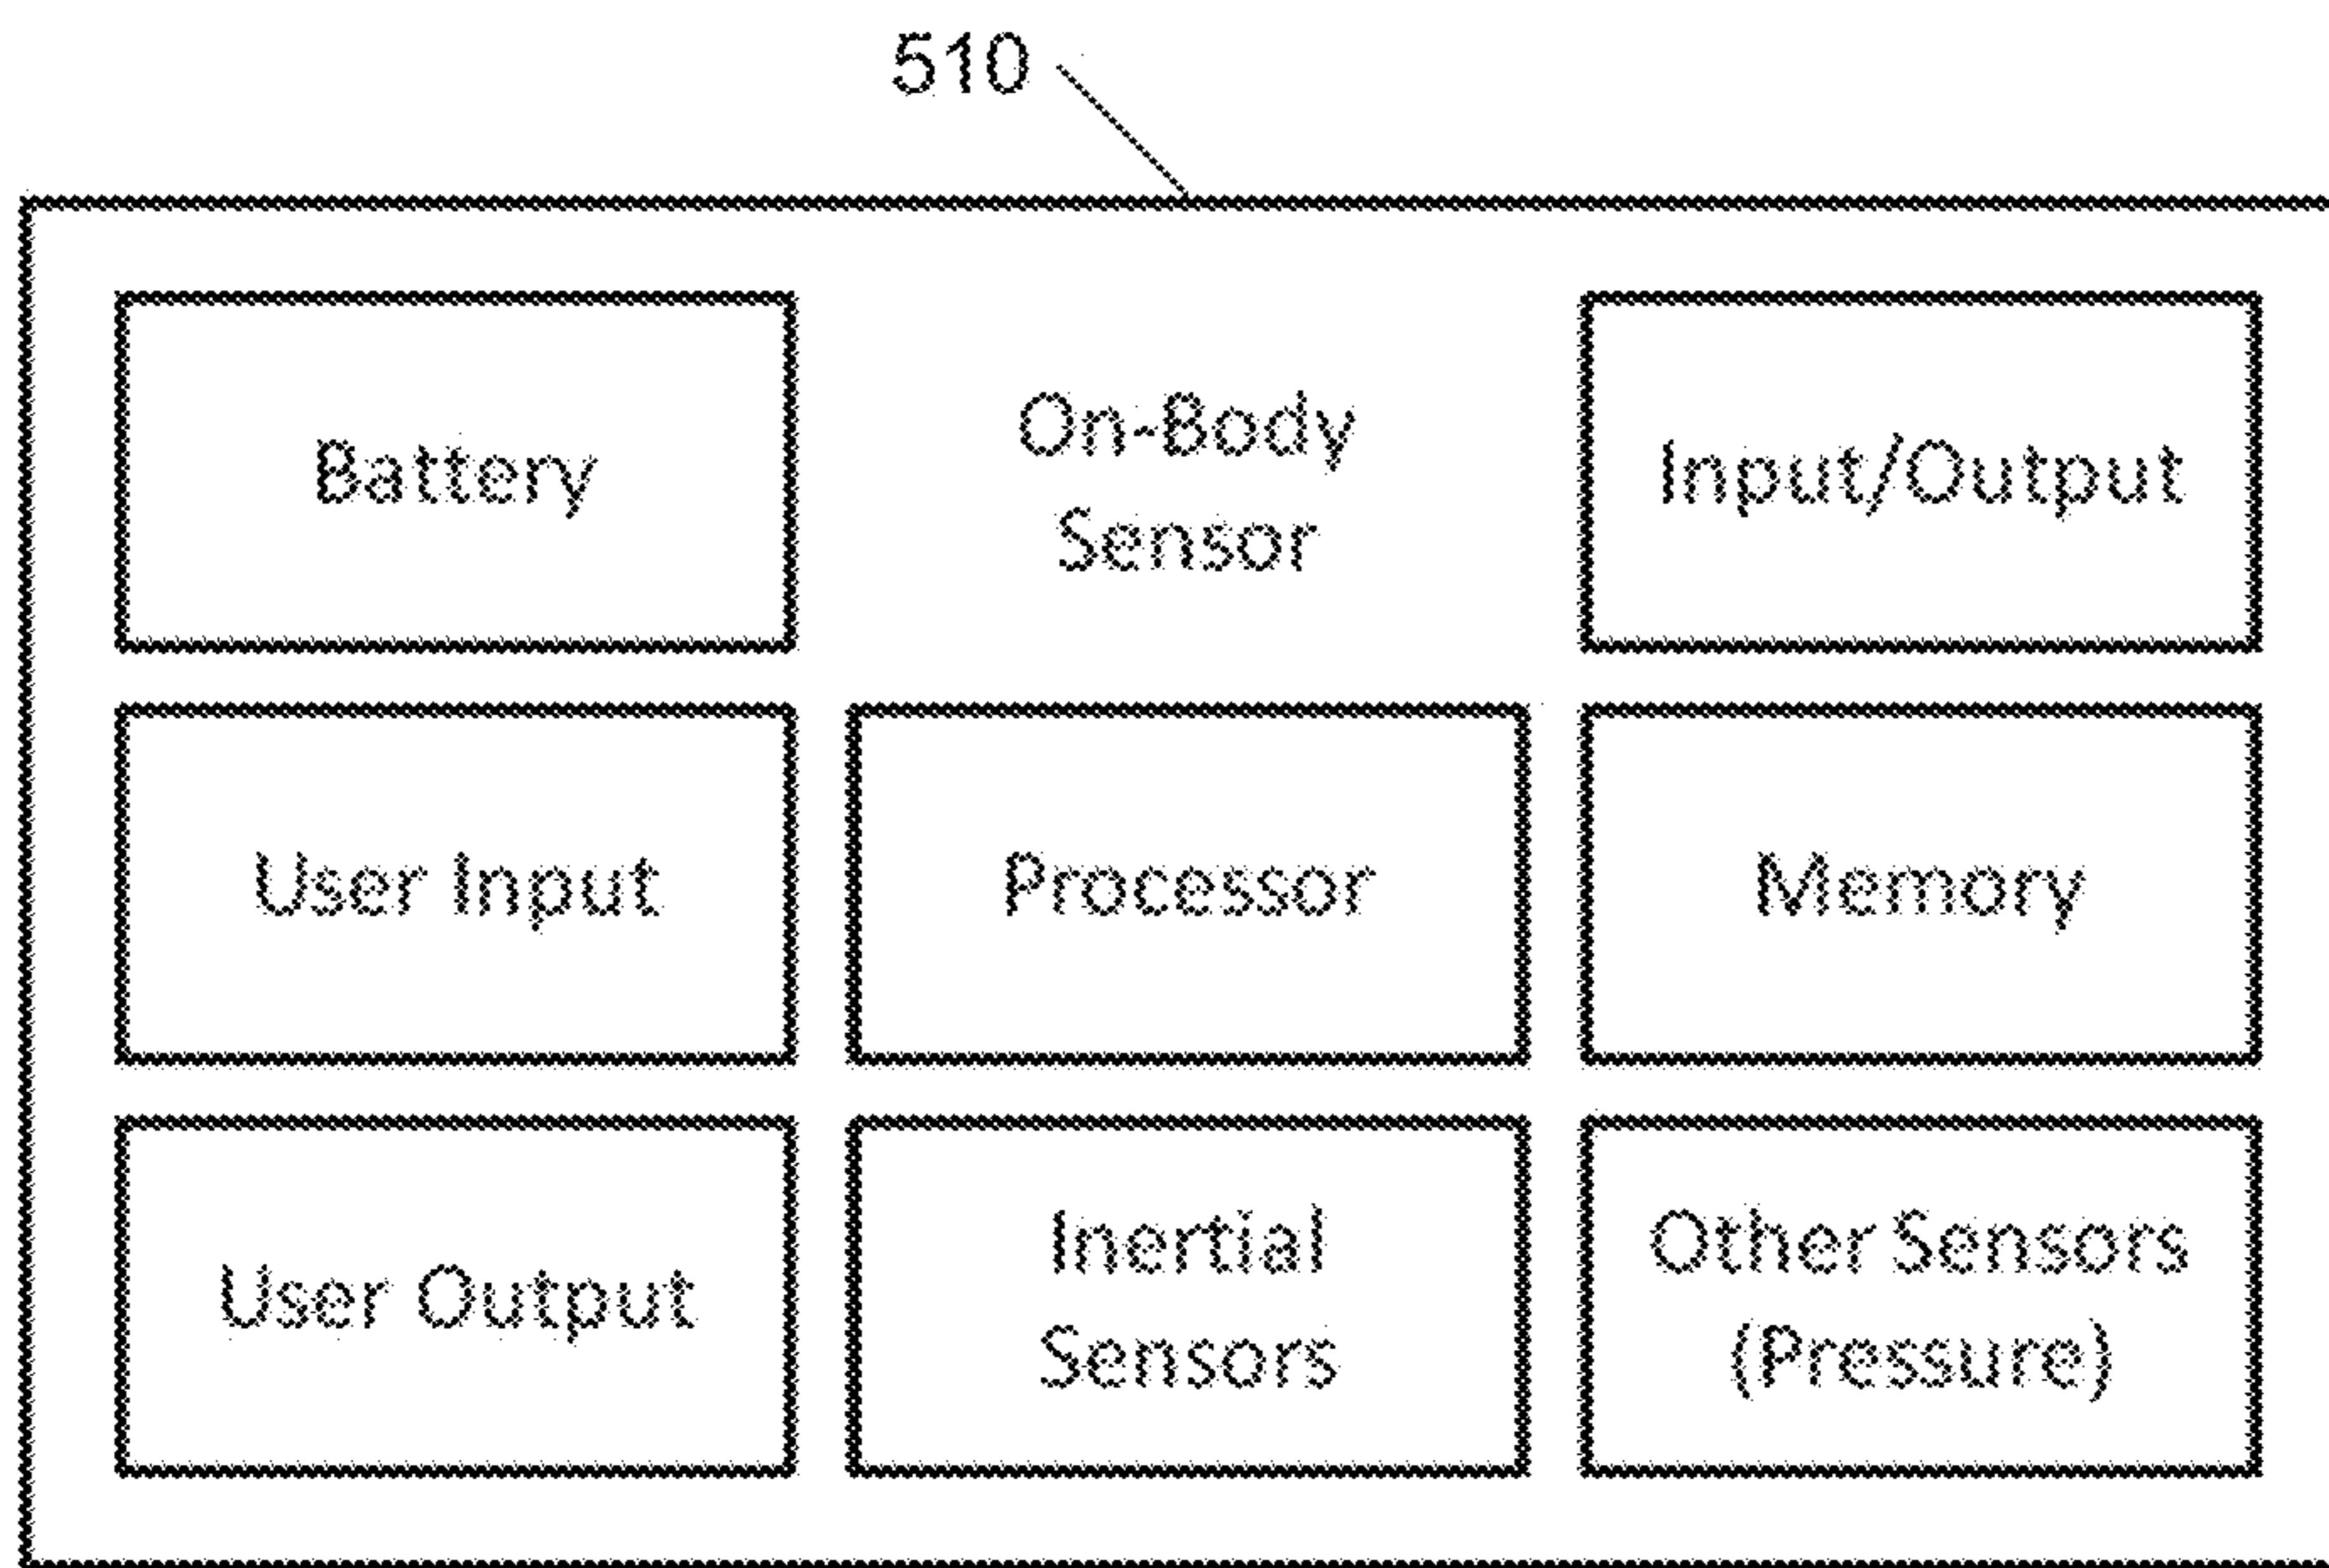 510
Battery
On-Body
Sensor
Input/Output
User Input
Processor
Memory
User Output
Inertial
Sensors
Other Sensors
(Pressure)